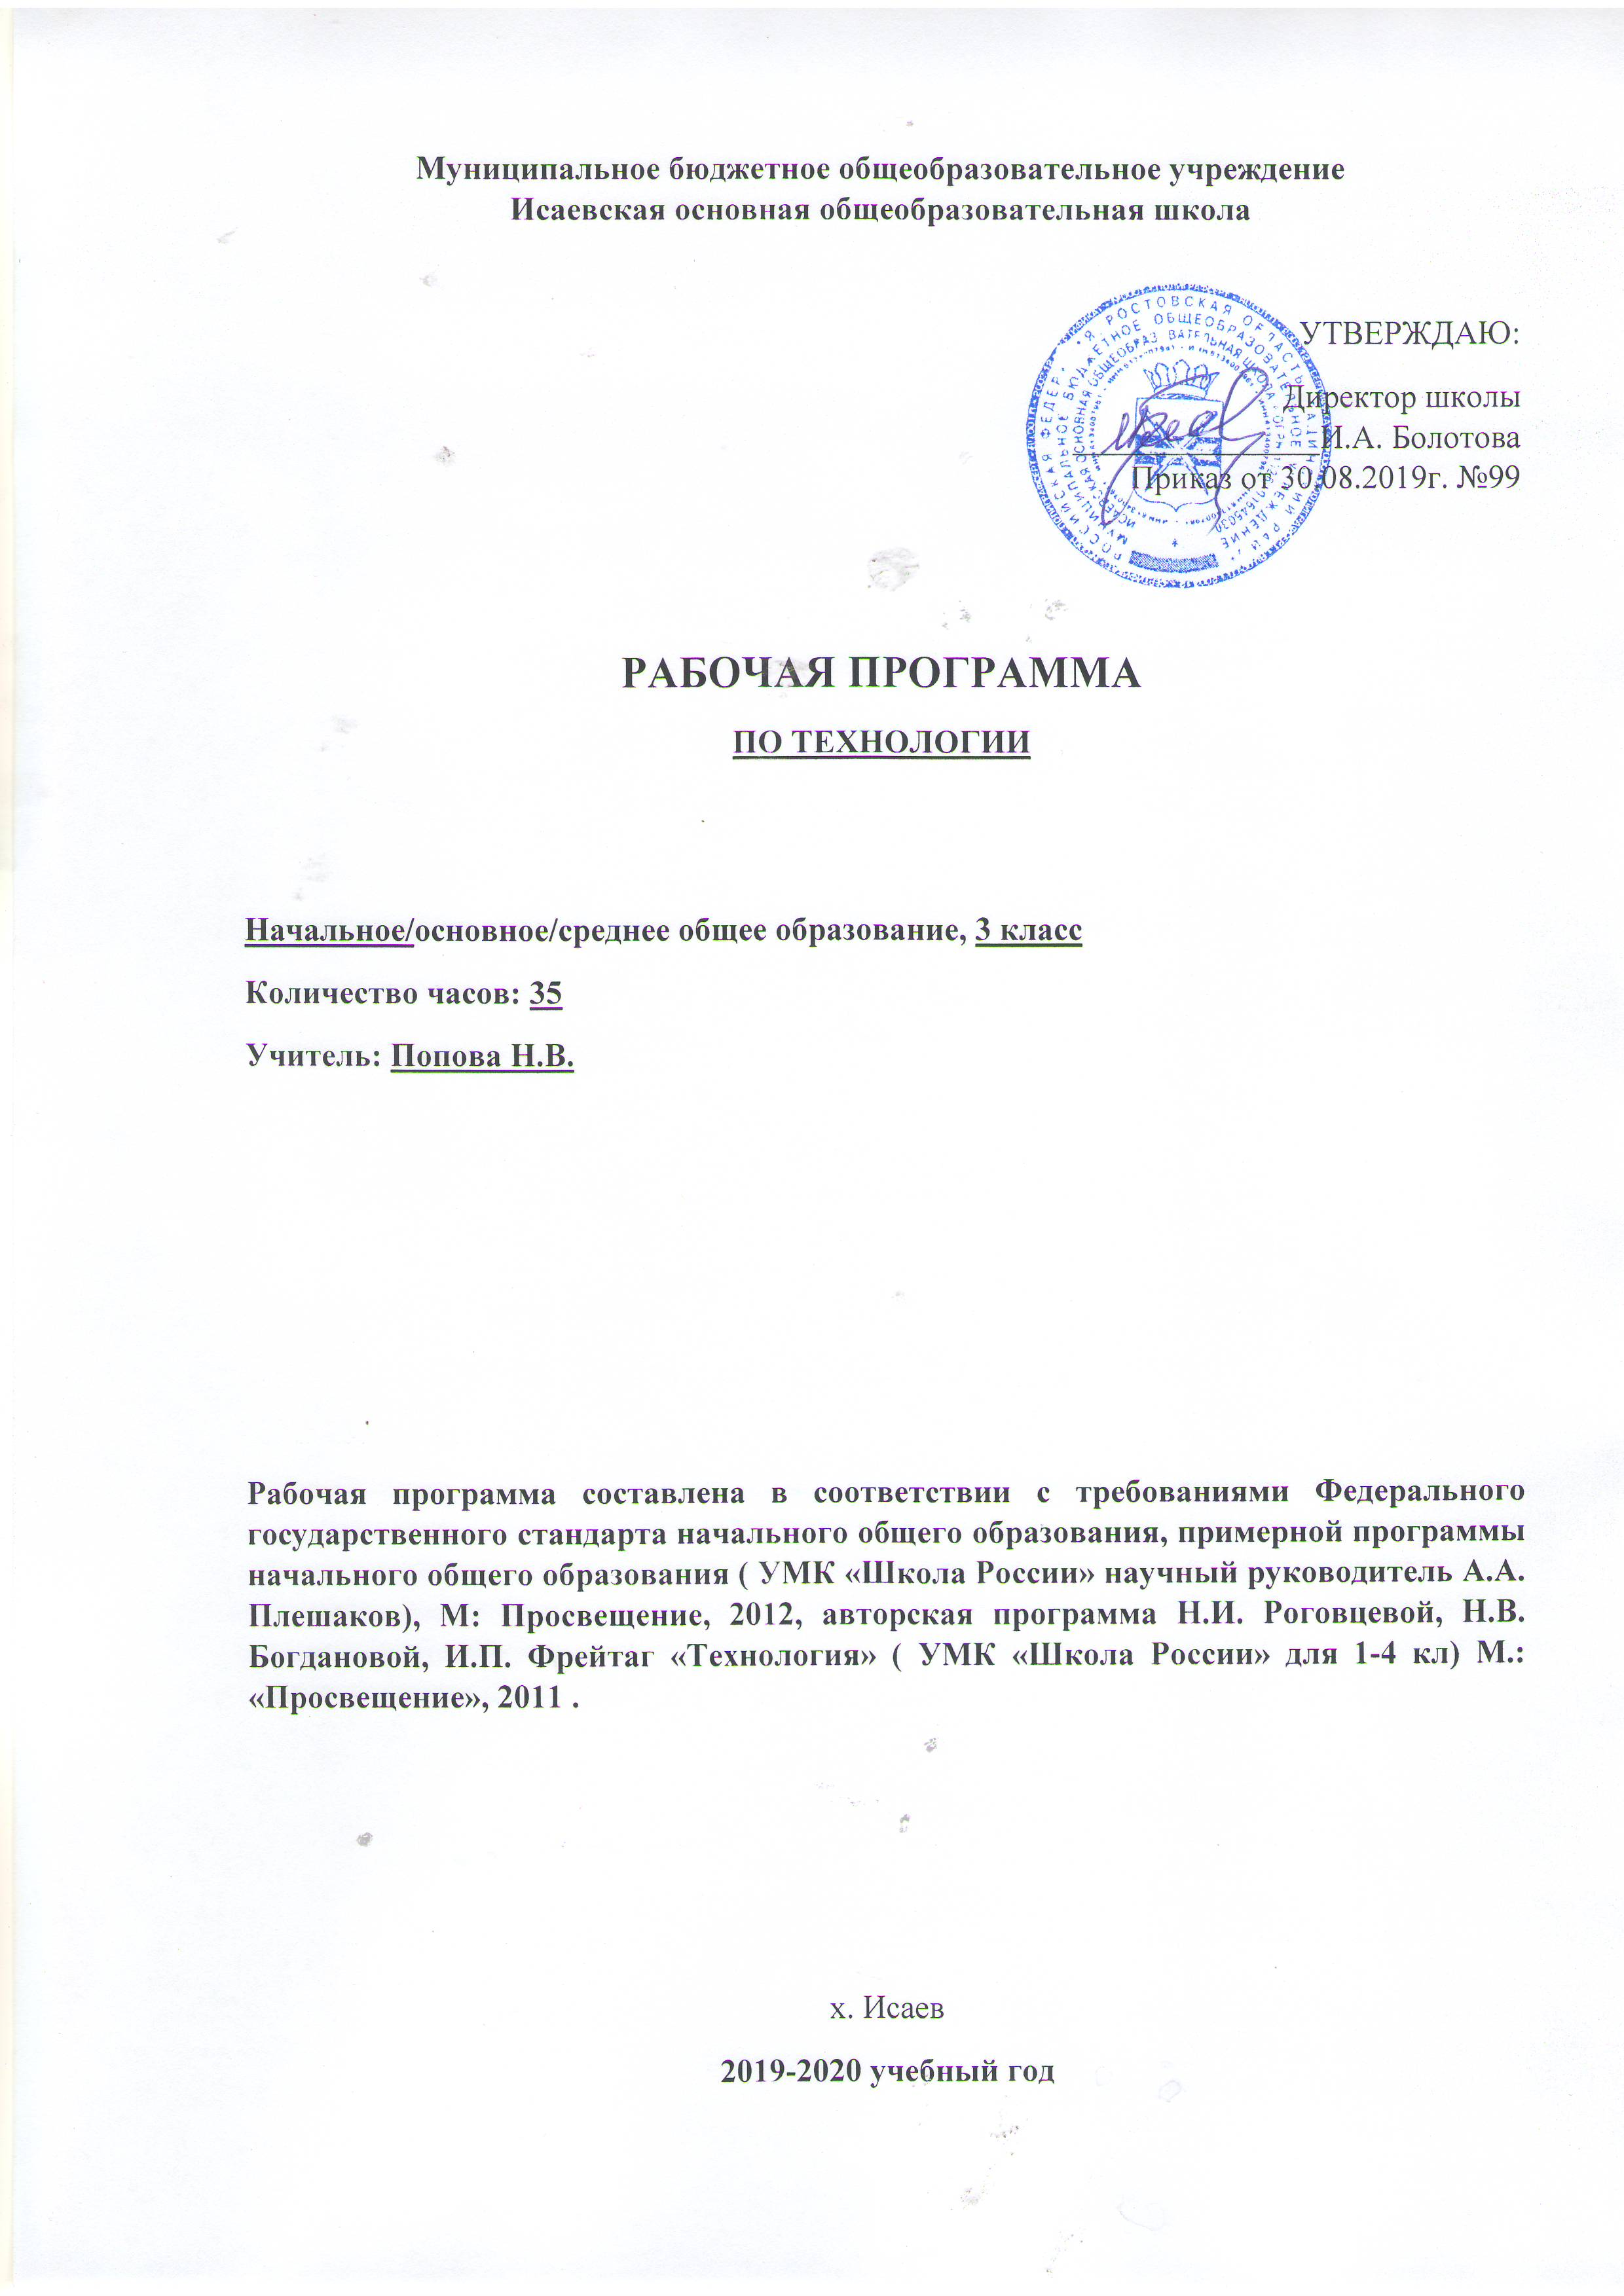 Муниципальное бюджетное общеобразовательное учреждение
Исаевская основная общеобразовательная школа
УТВЕРЖДАЮ:
Директор школы
И.А. Болотова
Приказ от 30.08.2019г. №99
РАБОЧАЯ ПРОГРАММА
ПО ТЕХНОЛОГИИ
Начальное/основное/среднее общее образование, 3 класс
Количество часов: 35
Учитель: Попова Н.В.
Рабочая программа составлена в соответствии с требованиями Федерального
государственного стандарта начального общего образования, примерной программы
начального общего образования ( УМК «Школа России» научный руководитель А.А.
Плешаков), М: Просвещение, 2012, авторская программа Н.И. Роговцевой, Н.В.
Богдановой, И.П. Фрейтаг «Технология» ( УМК «Школа России» для 1-4 кл) М.:
«Просвещение», 2011 .
х. Исаев
2019-2020 учебный год